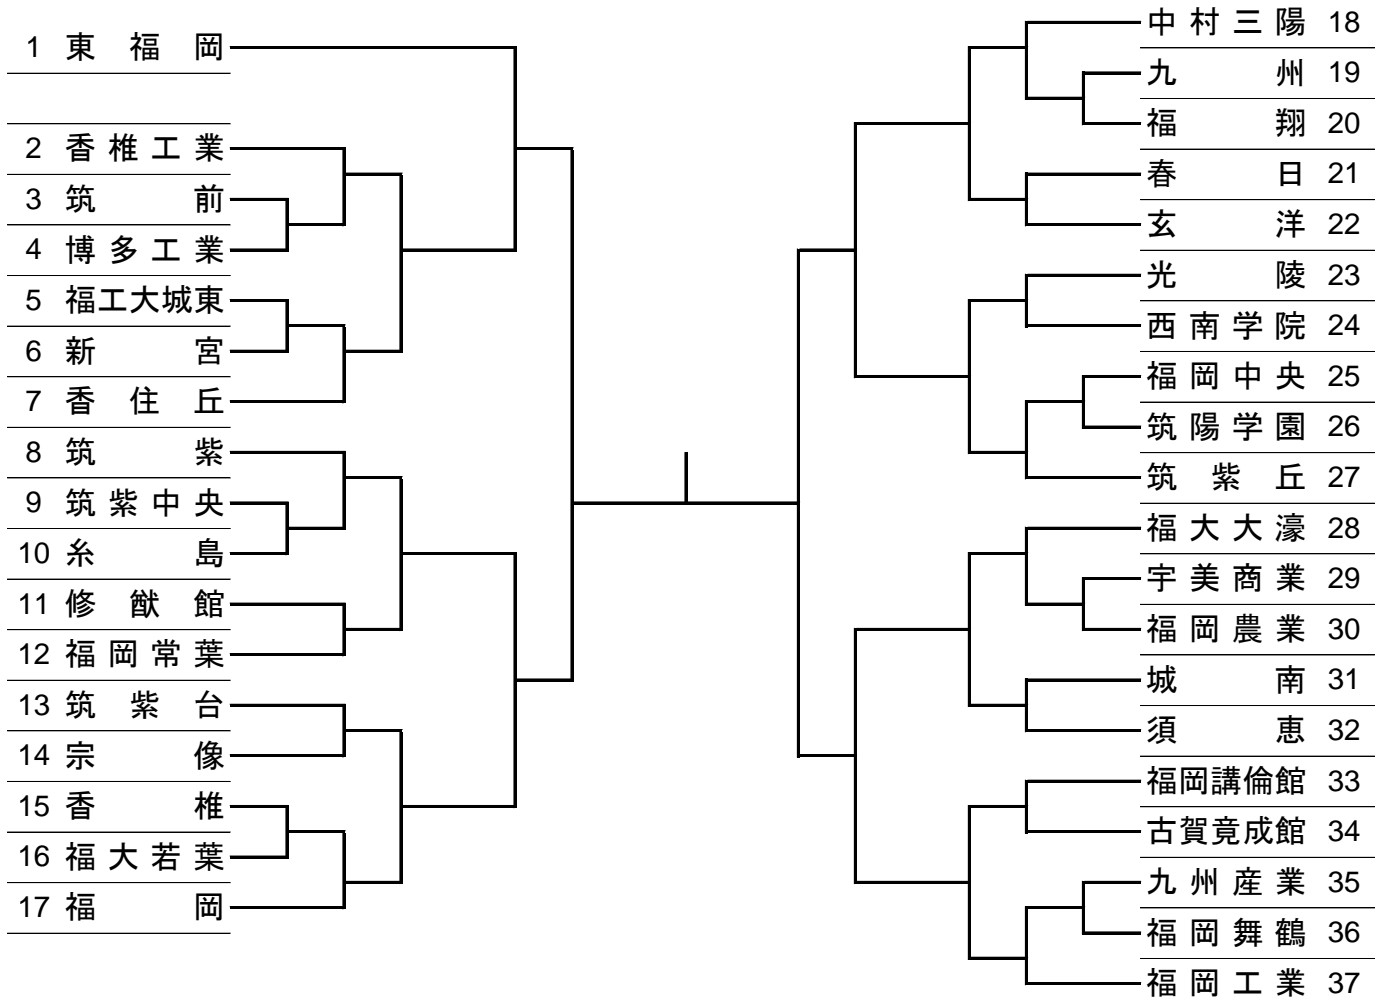 1 東福岡
2 香椎工業
3 筑前
4 博多工業
5 福工大城東
6 新宮
7 香住丘
8 筑紫
9 筑紫中央
10 糸島
11 修猷館
12 福岡常葉
13 筑紫台
14 宗像
15 香椎
16 福大若葉
17 福岡
中村三陽 18
九州 19
福翔 20
春日 21
玄洋 22
光陵 23
西南学院 24
福岡中央 25
筑陽学園 26
筑紫丘 27
福大大濠 28
宇美商業 29
福岡農業 30
城南 31
須恵 32
福岡講倫館 33
古賀竟成館 34
九州産業 35
福岡舞鶴 36
福岡工業 37